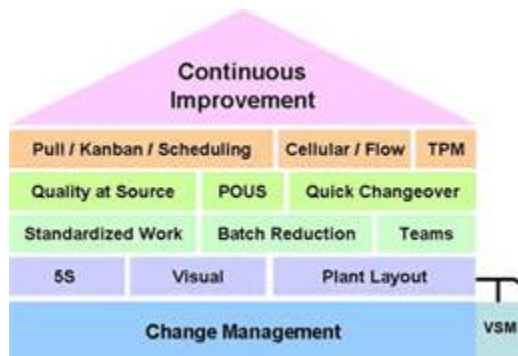 Continuous
Improvement
Pull / Kanban / Scheduling Cellular / Flow TPM
Quality at Source POUS Quick Changeover
Standardized Work Batch Reduction Teams
5S Visual Plant Layout
Change Management VSM